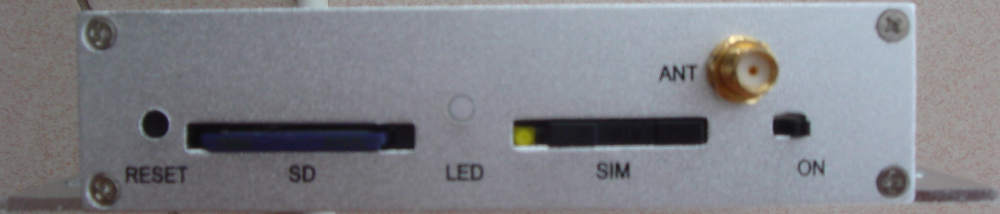 ANT
RESET SD LED SIM ON